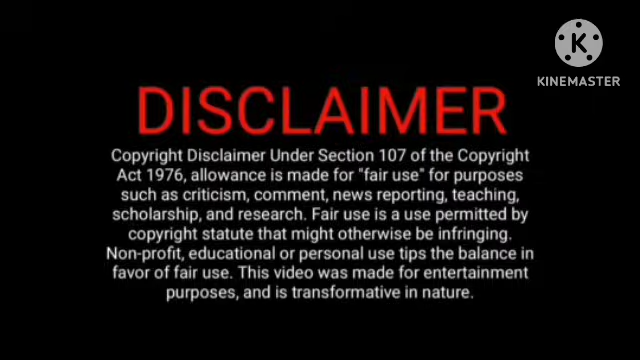 KINEMASTER
DISCLAIMER
Copyright Disclaimer Under Section 107 of the Copyright
Act 1976, allowance is made for "fair use" for purposes
such as criticism, comment, news reporting, teaching,
scholarship, and research. Fair use is a use permitted by
copyright statute that might otherwise be infringing.
Non-profit, educational or personal use tips the balance in
favor of fair use. This video was made for entertainment
purposes, and is transformative in nature.